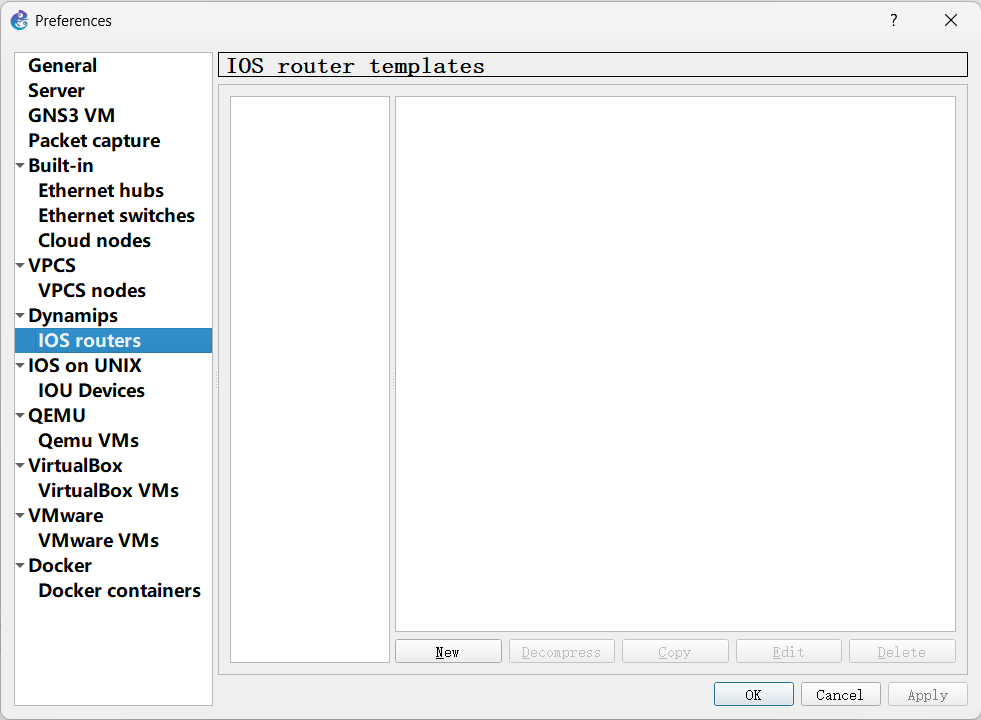 Preferences
?
General
Server
GNS3 VM
Packet capture
Built-in
Ethernet hubs
Ethernet switches
Cloud nodes
VPCS
VPCS nodes
Dynamips
IOS routers
IOS on UNIX
IOU Devices
QEMU
Qemu VMs
VirtualBox
VirtualBox VMs
VMware
VMware VMs
Docker
Docker containers
IOS router templates
New Decompress Copy Edit Delete
OK Cancel Apply